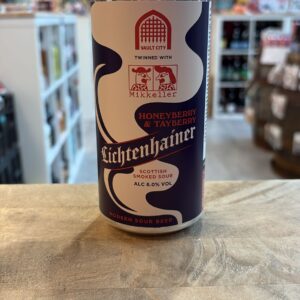 VAULT CITY
TWINNED WITH
Mikkeller
HONEYBERRY
& TAYBERRY
Lichtenhainer
SCOTTISH
SMOKED SOUR
ALC 6.0% VOL
MODERN SOUR BEER